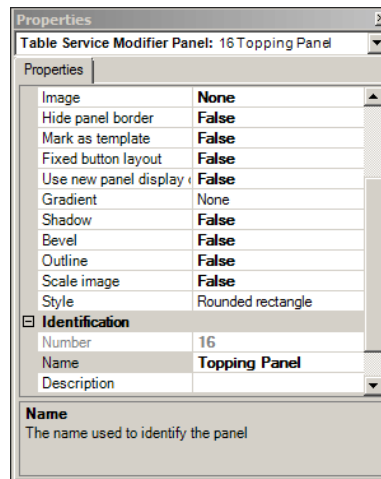 Properties
Table Service Modifier Panel: 16 Topping Panel
Properties
Image None
Hide panel border False
Mark as template False
Fixed button layout False
Use new panel display False
Gradient None
Shadow False
Bevel False
Outline False
Scale image False
Style Rounded rectangle
Identification
Number 16
Name Topping Panel
Description
Name
The name used to identify the panel